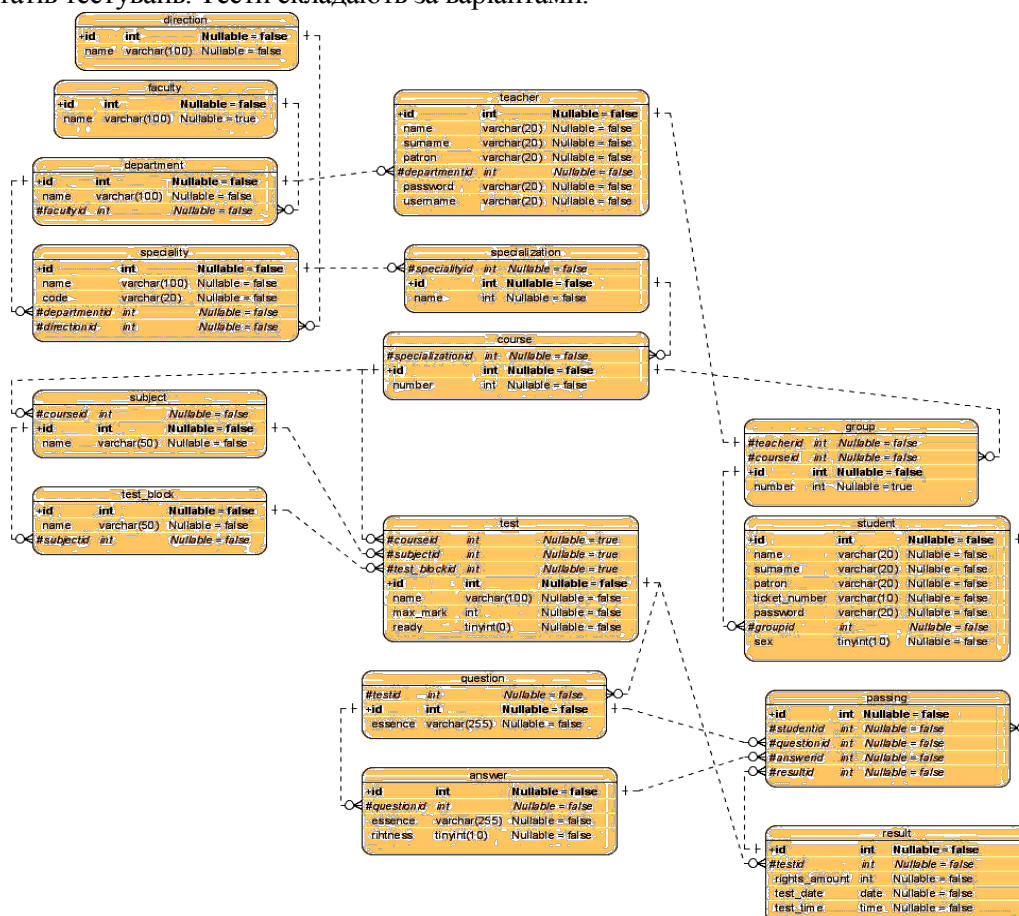 тестувань. Тести складають за варіантами.
direction
+id int Nullable = false
name varchar(100) Nullable = false
faculty
+id int Nullable = false
name varchar(100) Nullable = true
department
+id int Nullable = false
name varchar(100) Nullable = false
#facultyid int Nullable = false
speciality
+id int Nullable = false
name varchar(100) Nullable = false
code varchar(20) Nullable = false
#departmentid int Nullable = false
#directionid int Nullable = false
teacher
+id int Nullable = false
name varchar(20) Nullable = false
surname varchar(20) Nullable = false
patron varchar(20) Nullable = false
#departmentid int Nullable = false
password varchar(20) Nullable = false
username varchar(20) Nullable = false
specialization
#specialityid int Nullable = false
+id int Nullable = false
name int Nullable = false
course
#specializationid int Nullable = false
+id int Nullable = false
number int Nullable = false
subject
#courseid int Nullable = false
+id int Nullable = false
name varchar(50) Nullable = false
test_block
+id int Nullable = false
name varchar(50) Nullable = false
#subjectid int Nullable = false
group
#teacherid int Nullable = false
#courseid int Nullable = false
+id int Nullable = false
number int Nullable = true
test
#courseid int Nullable = true
#subjectid int Nullable = true
#test_blockid int Nullable = true
+id int Nullable = false
name varchar(100) Nullable = false
max_mark int Nullable = false
ready tinyint(0) Nullable = false
student
+id int Nullable = false
name varchar(20) Nullable = false
surname varchar(20) Nullable = false
patron varchar(20) Nullable = false
ticket_number varchar(10) Nullable = false
password varchar(20) Nullable = false
#groupid int Nullable = false
sex tinyint(10) Nullable = false
question
#testid int Nullable = false
+id int Nullable = false
essence varchar(255) Nullable = false
answer
+id int Nullable = false
#questionid int Nullable = false
essence varchar(255) Nullable = false
rihtness tinyint(10) Nullable = false
passing
+id int Nullable = false
#studentid int Nullable = false
#questionid int Nullable = false
#answerid int Nullable = false
#resultid int Nullable = false
result
+id int Nullable = false
#testid int Nullable = false
rights_amount int Nullable = false
test_date date Nullable = false
test_time time Nullable = false